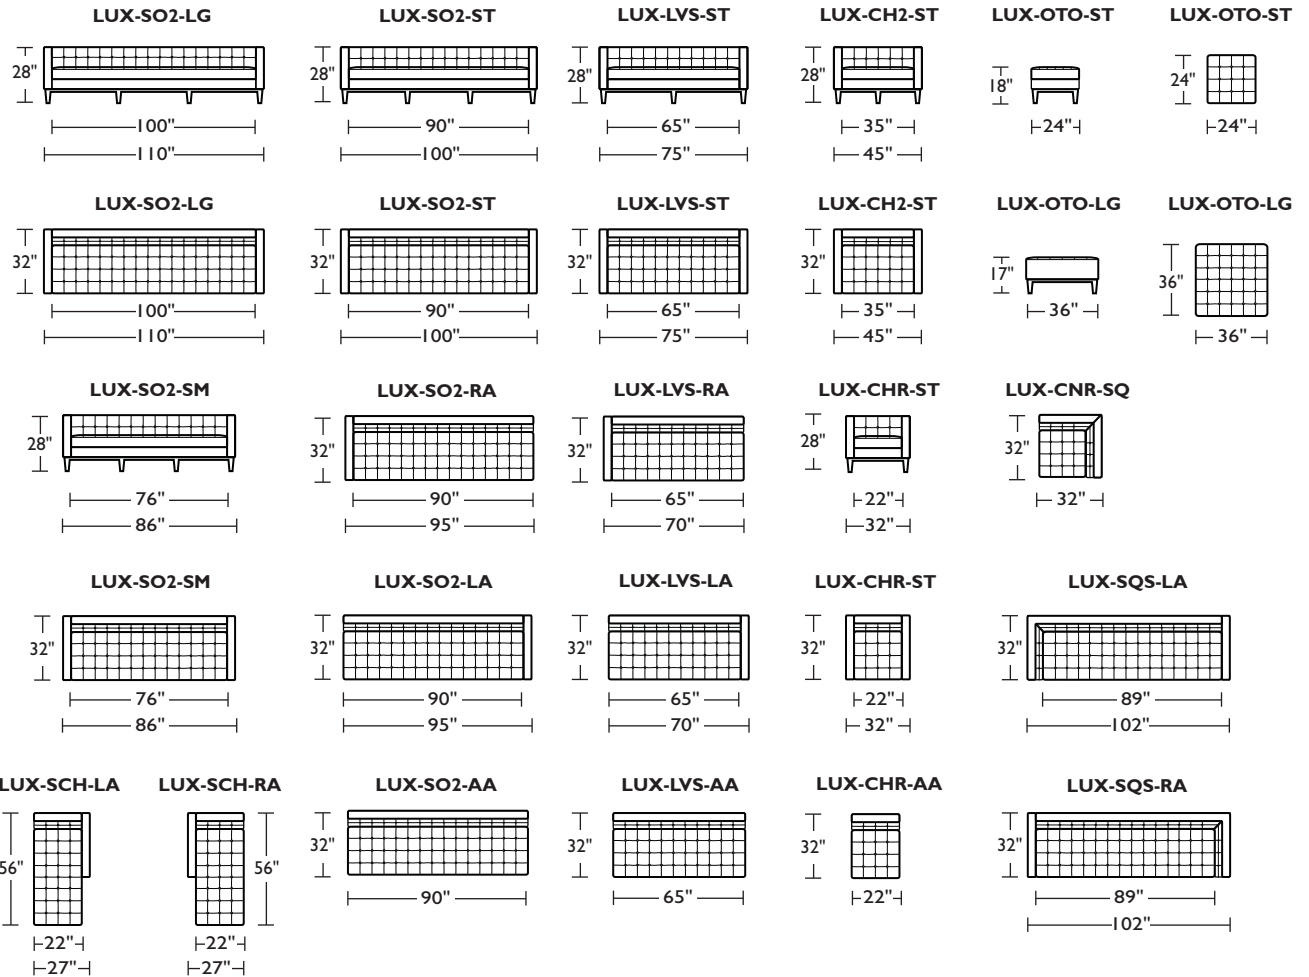 LUX-SO2-LG LUX-SO2-ST LUX-LVS-ST LUX-CH2-ST LUX-OTO-ST LUX-OTO-ST
28" 28" 28" 28" 18" 24"
100" 90" 65" 35" 24" 24"
110" 100" 75" 45"
LUX-SO2-LG LUX-SO2-ST LUX-LVS-ST LUX-CH2-ST LUX-OTO-LG LUX-OTO-LG
32" 32" 32" 32" 17" 36"
100" 90" 65" 35" 36" 36"
110" 100" 75" 45"
LUX-SO2-SM LUX-SO2-RA LUX-LVS-RA LUX-CHR-ST LUX-CNR-SQ
28" 32" 32" 28" 32"
76" 90" 65" 22" 32"
86" 95" 70" 32"
LUX-SO2-SM LUX-SO2-LA LUX-LVS-LA LUX-CHR-ST LUX-SQS-LA
32" 32" 32" 32" 32"
76" 90" 65" 22" 89"
86" 95" 70" 32" 102"
LUX-SCH-LA LUX-SCH-RA LUX-SO2-AA LUX-LVS-AA LUX-CHR-AA LUX-SQS-RA
56" 56" 32" 32" 32" 32"
90" 65" 22" 89"
22" 22" 102"
27" 27"